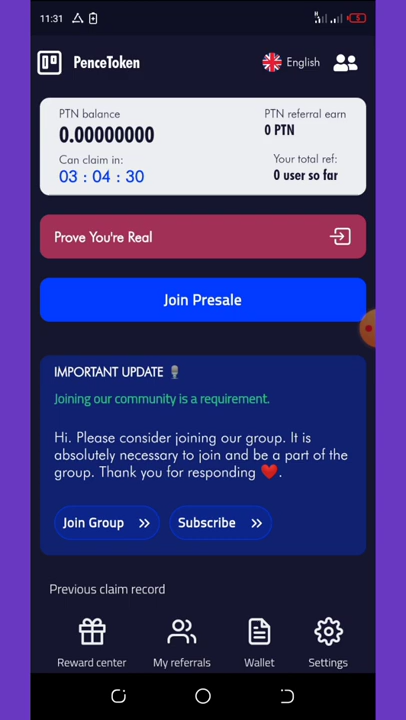 11:31
PenceToken
English
PTN balance
0.00000000
Can claim in:
03 : 04 : 30
PTN referral earn
0 PTN
Your total ref:
0 user so far
Prove You're Real
Join Presale
IMPORTANT UPDATE 🎙️
Joining our community is a requirement.
Hi. Please consider joining our group. It is
absolutely necessary to join and be a part of the
group. Thank you for responding ❤️.
Join Group »
Subscribe »
Previous claim record
Reward center
My referrals
Wallet
Settings